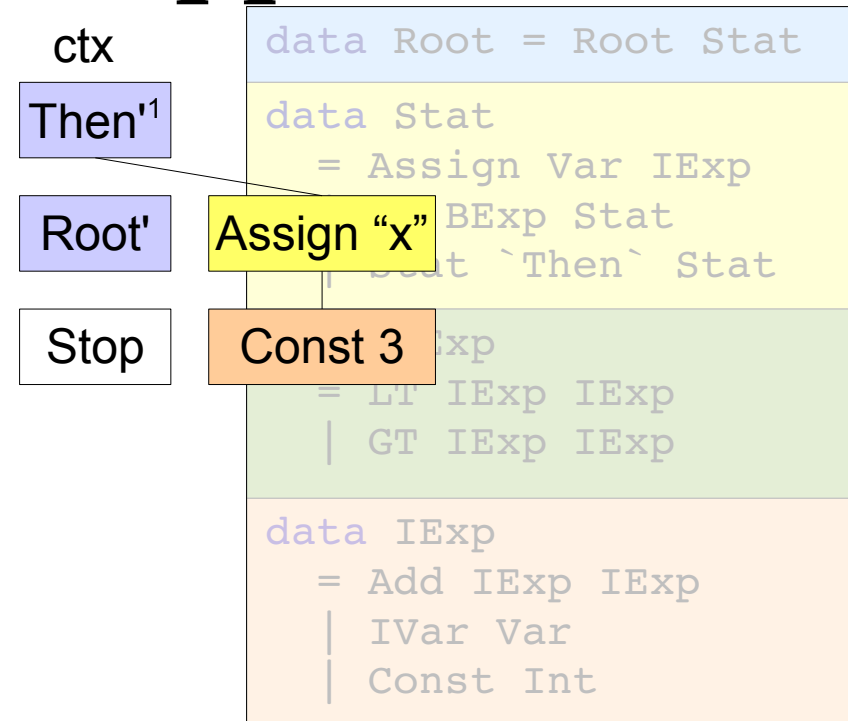 ctx
Then'¹
Root'
Stop
Assign “x”
Const 3
data Root = Root Stat
data Stat
= Assign Var IExp
BExp Stat
| Stat `Then` Stat
= LT IExp IExp
| GT IExp IExp
data IExp
= Add IExp IExp
| IVar Var
| Const Int